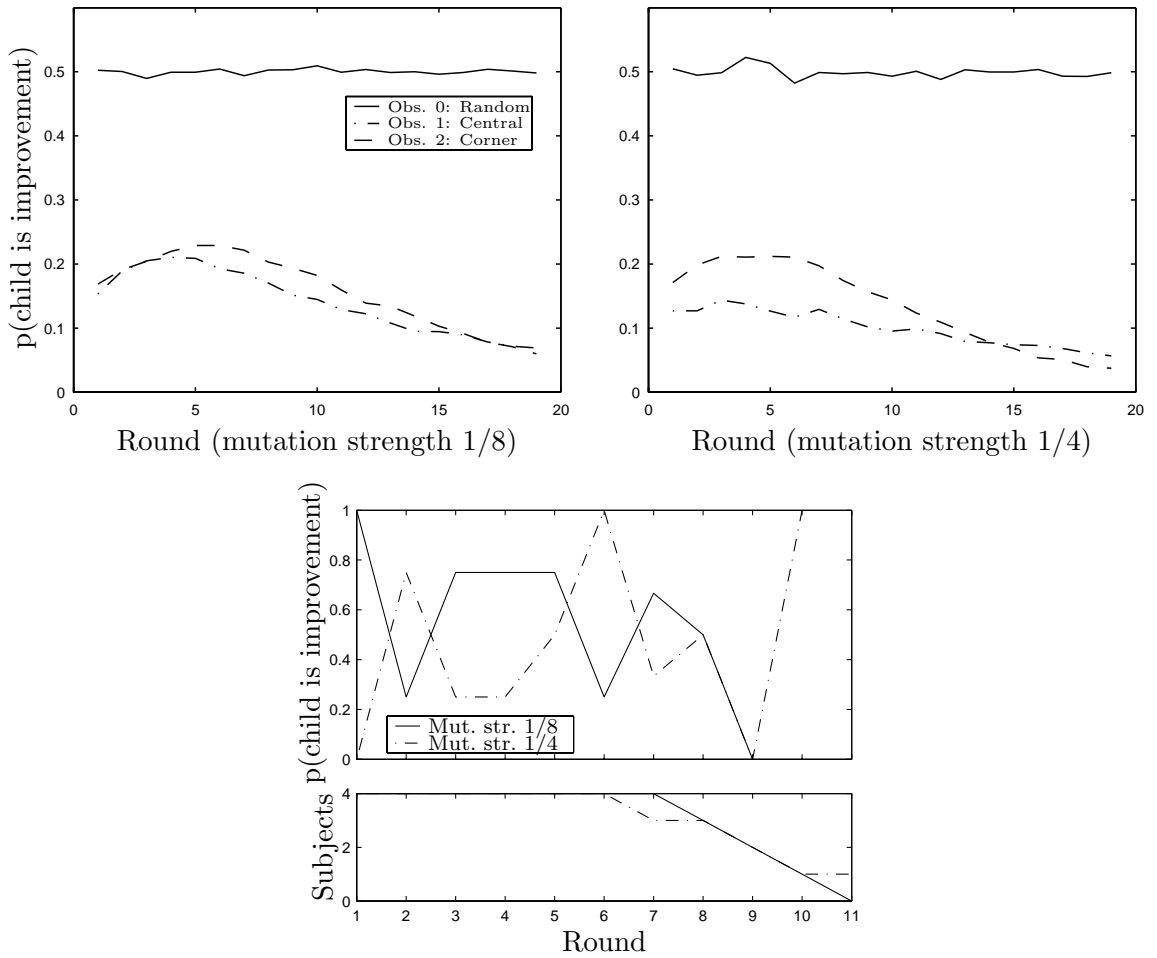 p(child is improvement)
0.5
0.4
0.3
0.2
0.1
0
0 5 10 15 20
Round (mutation strength 1/8)
Obs. 0: Random
Obs. 1: Central
Obs. 2: Corner
0.5
0.4
0.3
0.2
0.1
0
0 5 10 15 20
Round (mutation strength 1/4)
p(child is improvement)
1
0.8
0.6
0.4
0.2
0
Mut. str. 1/8
Mut. str. 1/4
Subjects
4
2
0
1 2 3 4 5 6 7 8 9 10 11
Round